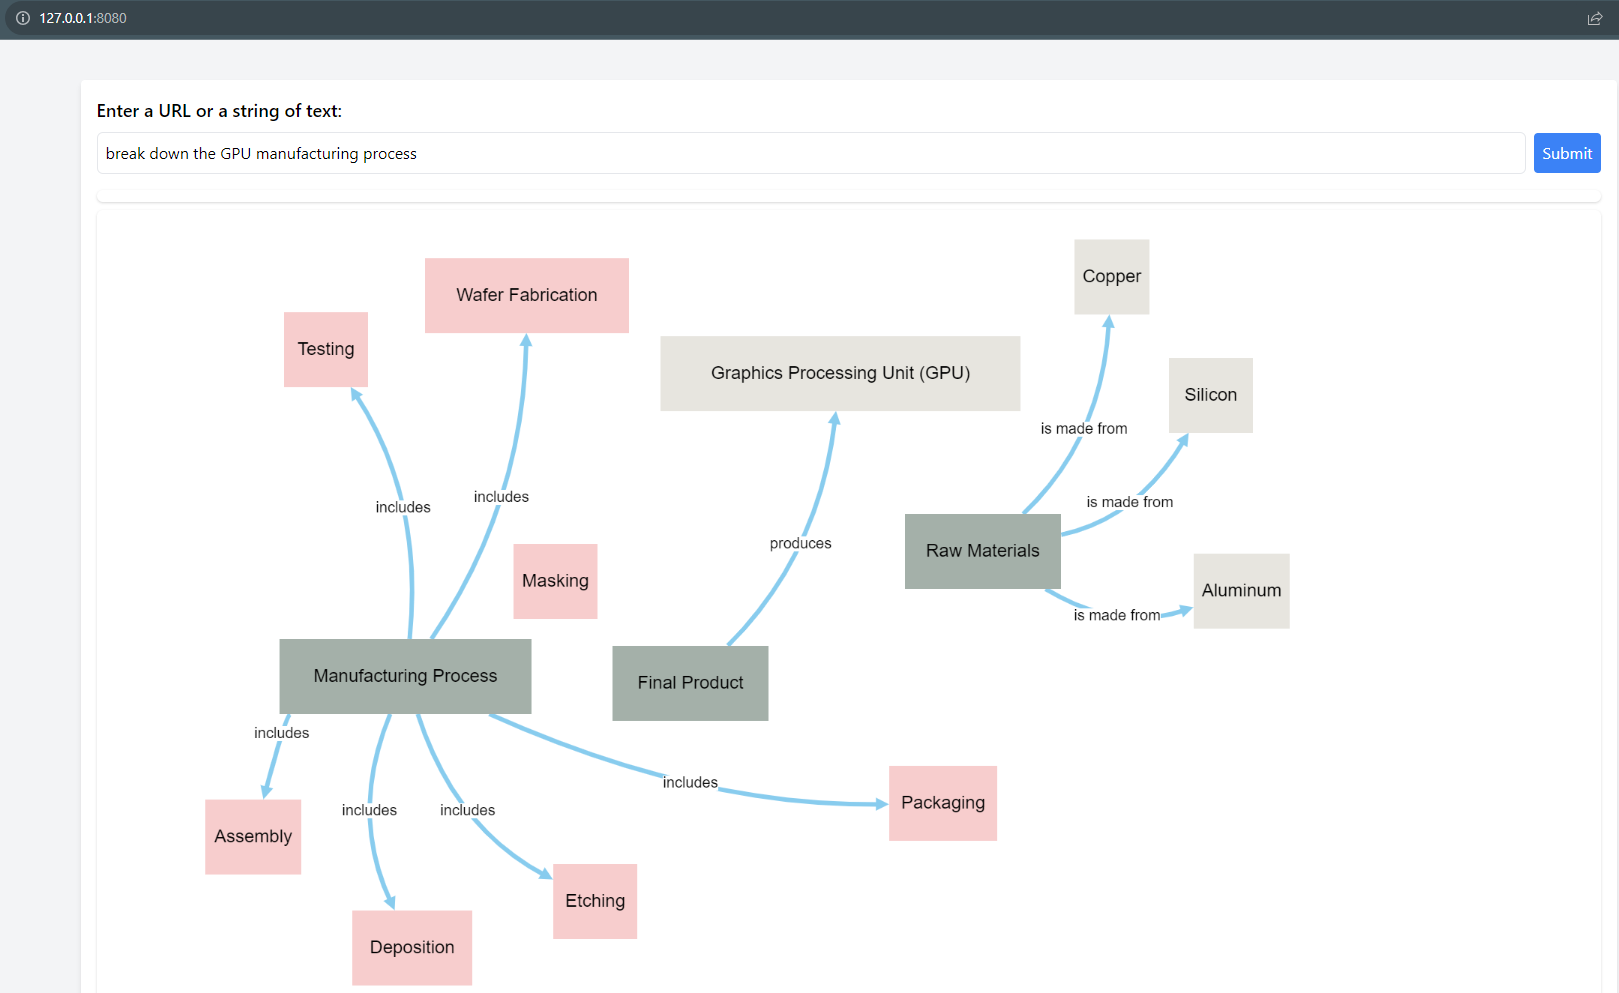 127.0.0.1:8080
Enter a URL or a string of text:
break down the GPU manufacturing process
Submit
Copper
Wafer Fabrication
Testing
Graphics Processing Unit (GPU)
Silicon
is made from
includes
includes
is made from
produces
Raw Materials
Masking
Aluminum
is made from
Manufacturing Process
Final Product
includes
includes
Packaging
includes
includes
Assembly
Etching
Deposition